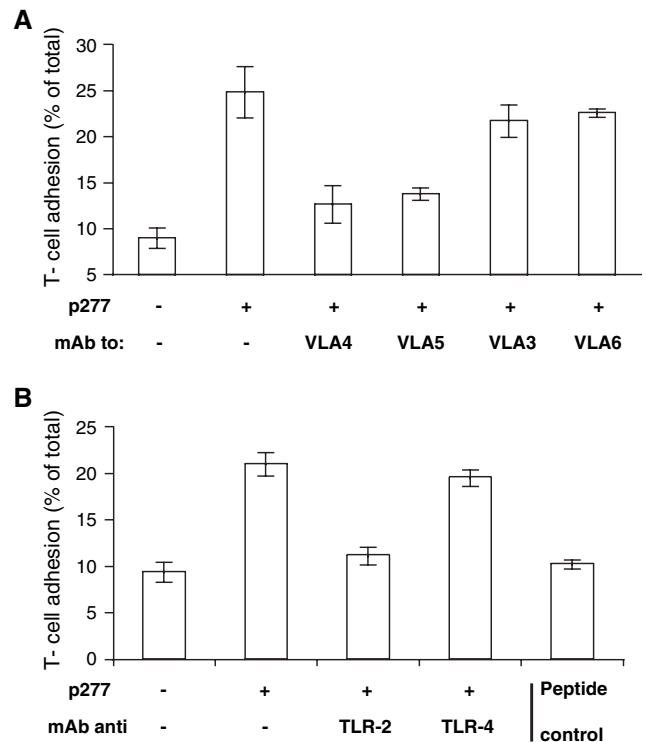 A
T- cell adhesion (% of total)
30
25
20
15
10
5
p277 - + + + + +
mAb to: - - VLA4 VLA5 VLA3 VLA6
B
T- cell adhesion (% of total)
25
20
15
10
5
0
p277 - + + + Peptide
mAb anti - - TLR-2 TLR-4 control